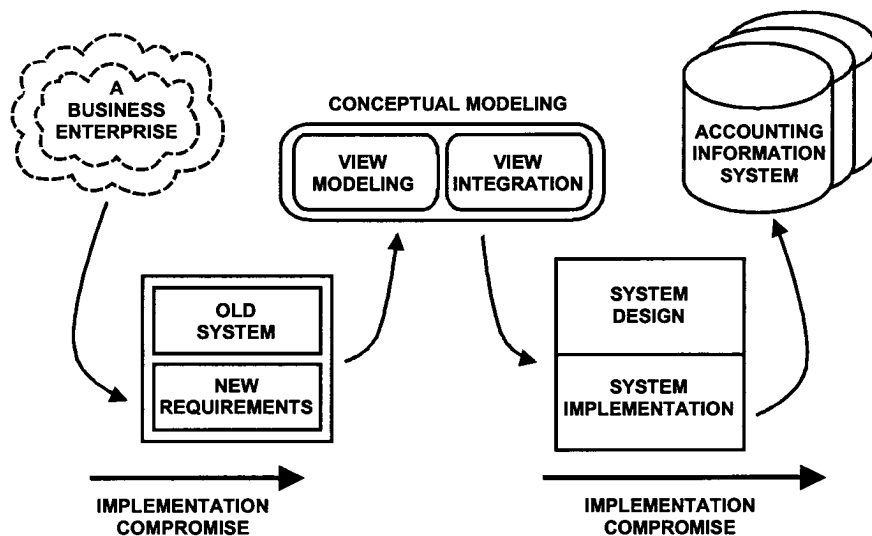 A
BUSINESS
ENTERPRISE
CONCEPTUAL MODELING
VIEW
MODELING
VIEW
INTEGRATION
ACCOUNTING
INFORMATION
SYSTEM
OLD
SYSTEM
NEW
REQUIREMENTS
SYSTEM
DESIGN
SYSTEM
IMPLEMENTATION
IMPLEMENTATION
COMPROMISE
IMPLEMENTATION
COMPROMISE